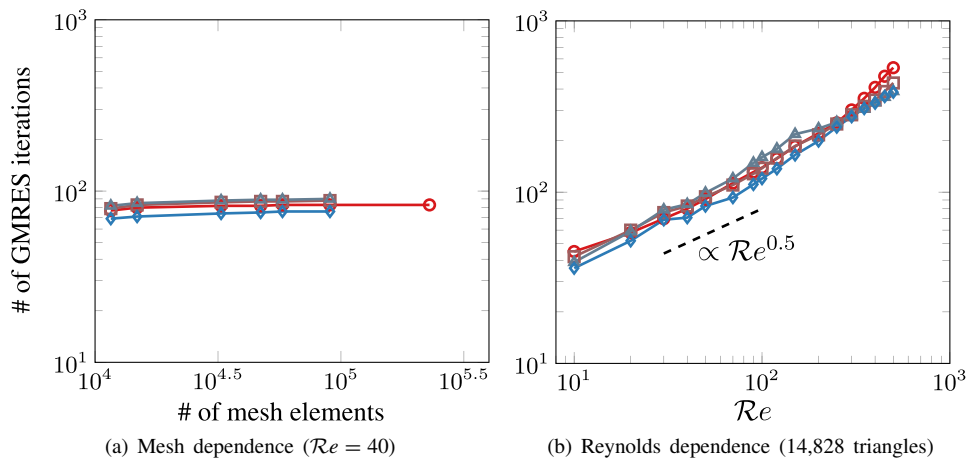 # of GMRES iterations
10^3
10^2
10^1
10^4
10^4.5
10^5
10^5.5
# of mesh elements
(a) Mesh dependence (ℛe = 40)
10^3
10^2
10^1
∝ ℛe^0.5
10^1
10^2
10^3
ℛe
(b) Reynolds dependence (14,828 triangles)